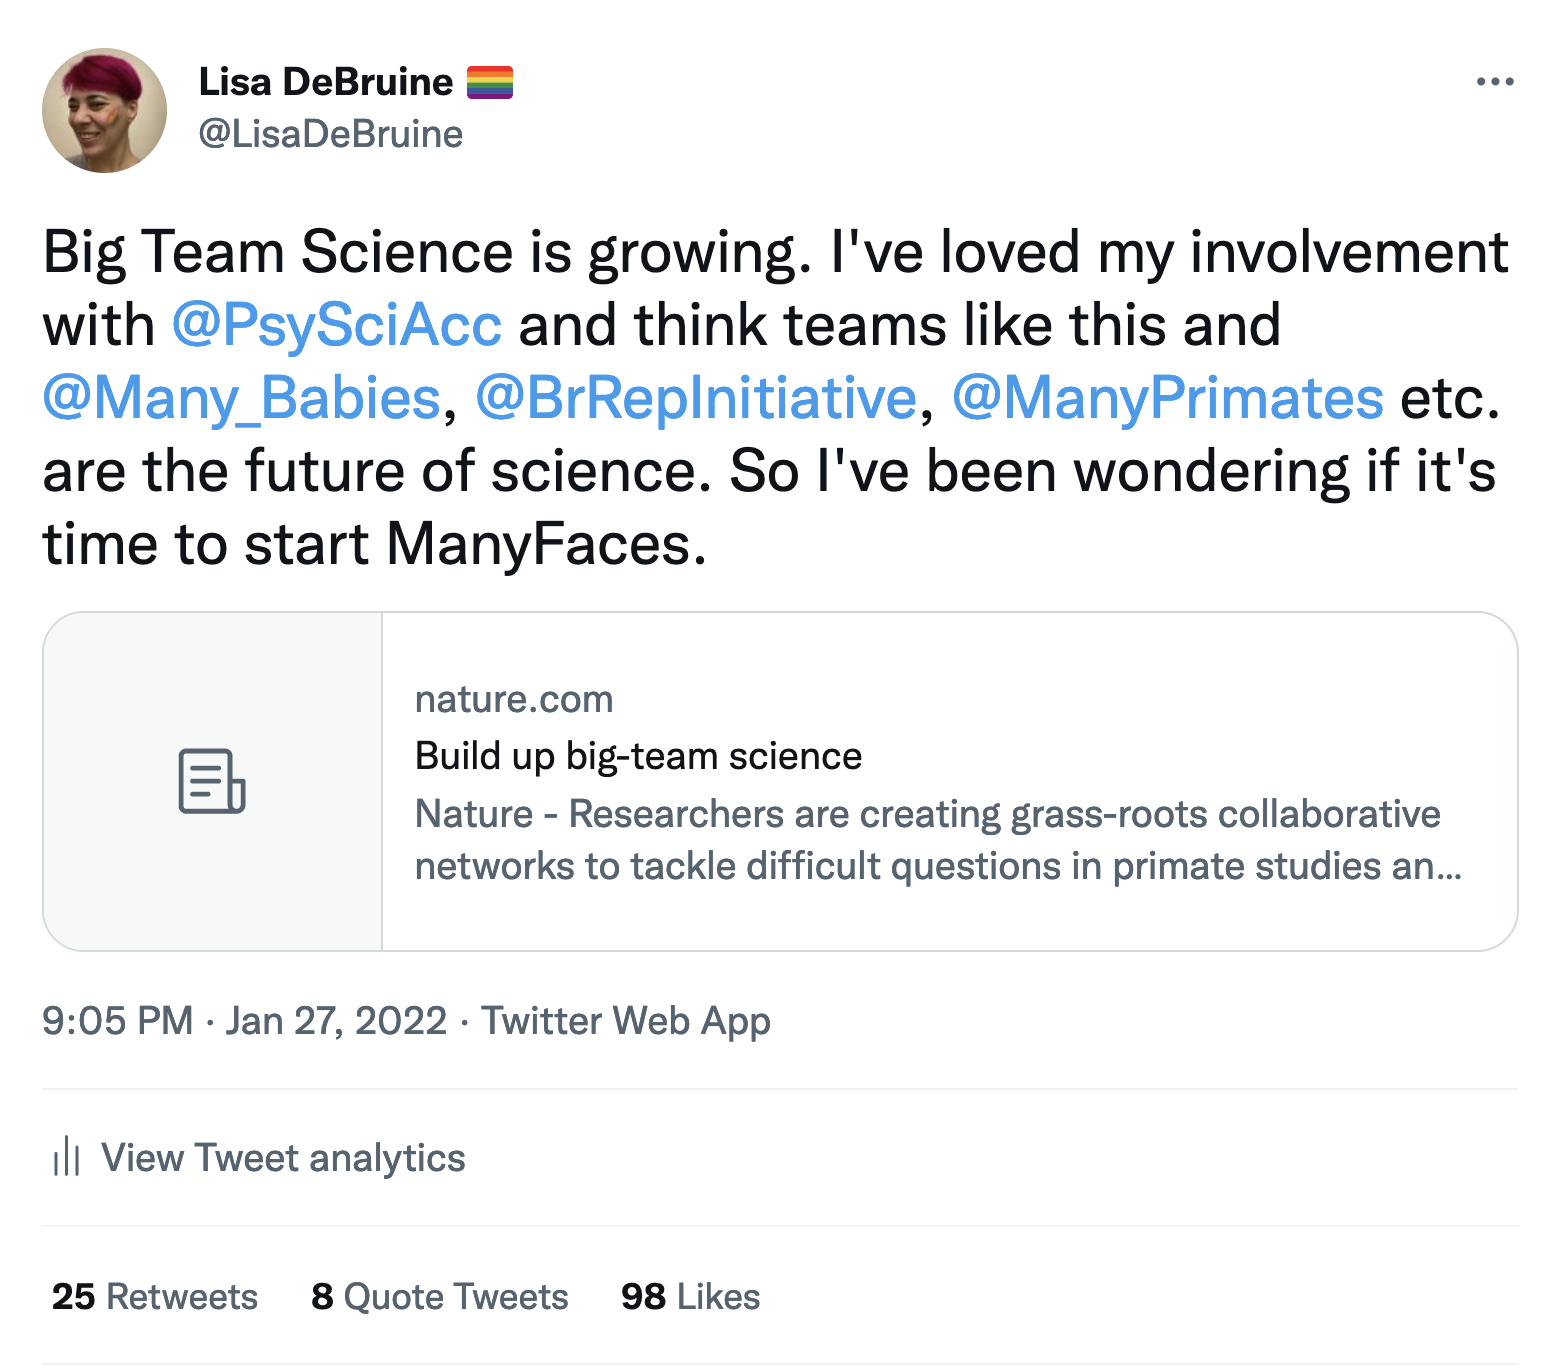 Lisa DeBruine 🏳️‍🌈
@LisaDeBruine
Big Team Science is growing. I've loved my involvement
with @PsySciAcc and think teams like this and
@Many_Babies, @BrRepInitiative, @ManyPrimates etc.
are the future of science. So I've been wondering if it's
time to start ManyFaces.
nature.com
Build up big-team science
Nature - Researchers are creating grass-roots collaborative
networks to tackle difficult questions in primate studies an...
9:05 PM · Jan 27, 2022 · Twitter Web App
View Tweet analytics
25 Retweets 8 Quote Tweets 98 Likes